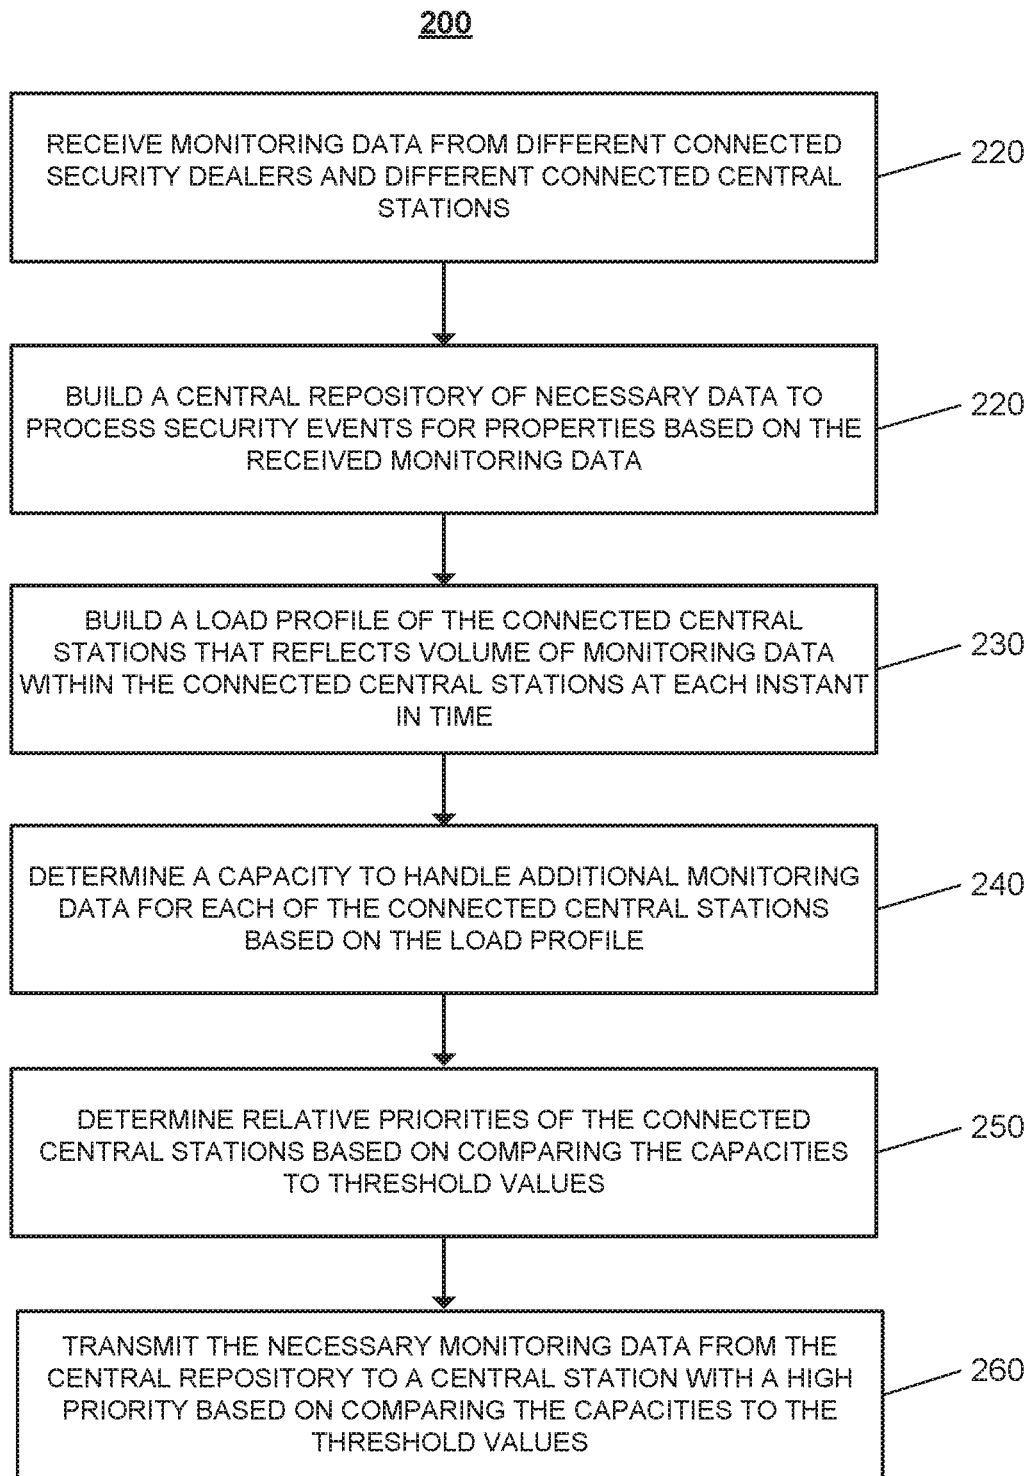 200
RECEIVE MONITORING DATA FROM DIFFERENT CONNECTED
SECURITY DEALERS AND DIFFERENT CONNECTED CENTRAL
STATIONS
220
BUILD A CENTRAL REPOSITORY OF NECESSARY DATA TO
PROCESS SECURITY EVENTS FOR PROPERTIES BASED ON THE
RECEIVED MONITORING DATA
220
BUILD A LOAD PROFILE OF THE CONNECTED CENTRAL
STATIONS THAT REFLECTS VOLUME OF MONITORING DATA
WITHIN THE CONNECTED CENTRAL STATIONS AT EACH INSTANT
IN TIME
230
DETERMINE A CAPACITY TO HANDLE ADDITIONAL MONITORING
DATA FOR EACH OF THE CONNECTED CENTRAL STATIONS
BASED ON THE LOAD PROFILE
240
DETERMINE RELATIVE PRIORITIES OF THE CONNECTED
CENTRAL STATIONS BASED ON COMPARING THE CAPACITIES
TO THRESHOLD VALUES
250
TRANSMIT THE NECESSARY MONITORING DATA FROM THE
CENTRAL REPOSITORY TO A CENTRAL STATION WITH A HIGH
PRIORITY BASED ON COMPARING THE CAPACITIES TO THE
THRESHOLD VALUES
260